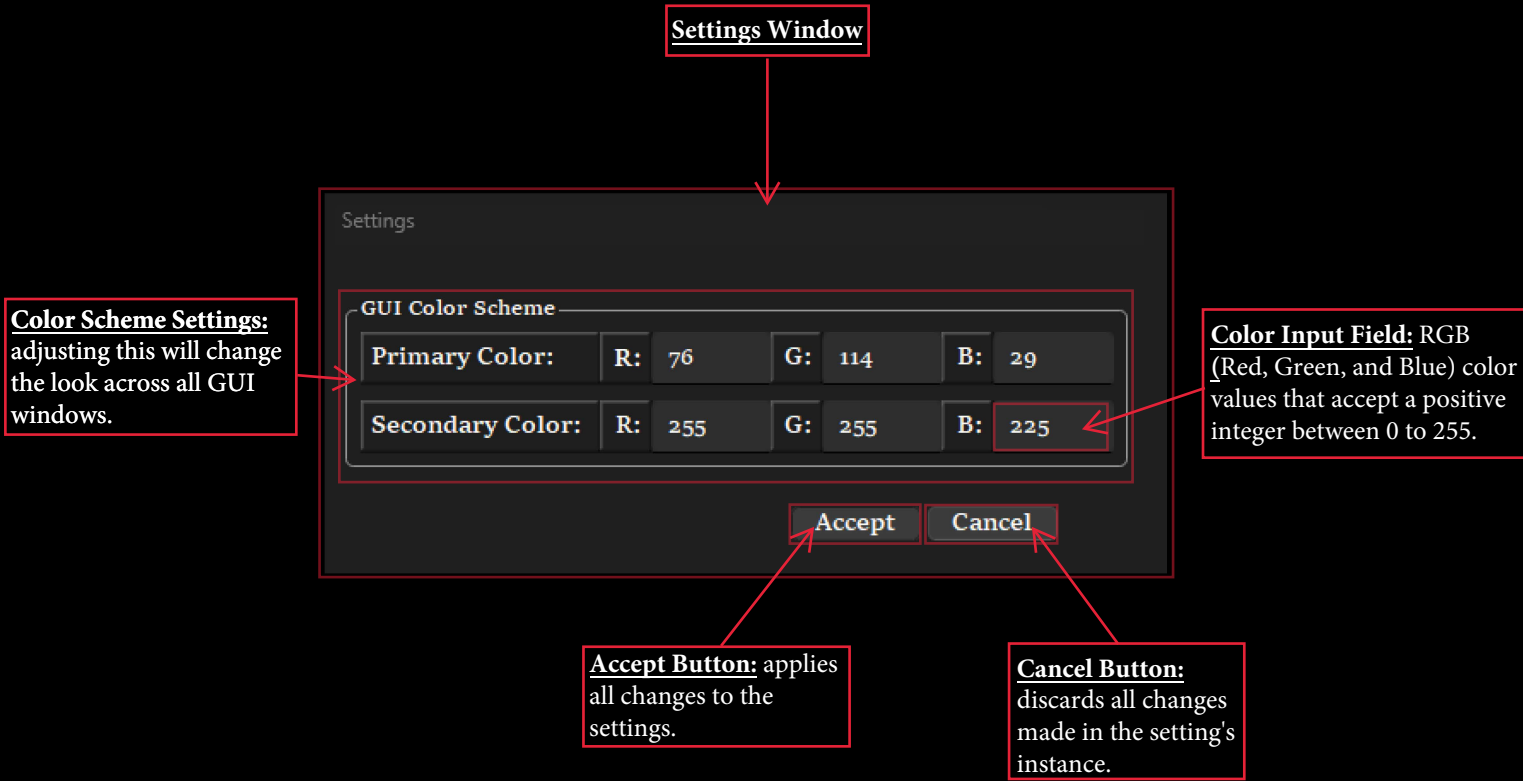 Settings Window
Settings
GUI Color Scheme
Primary Color: R: 76 G: 114 B: 29
Secondary Color: R: 255 G: 255 B: 225
Accept Cancel
Color Scheme Settings:
adjusting this will change
the look across all GUI
windows.
Color Input Field: RGB
(Red, Green, and Blue) color
values that accept a positive
integer between 0 to 255.
Accept Button: applies
all changes to the
settings.
Cancel Button:
discards all changes
made in the setting's
instance.